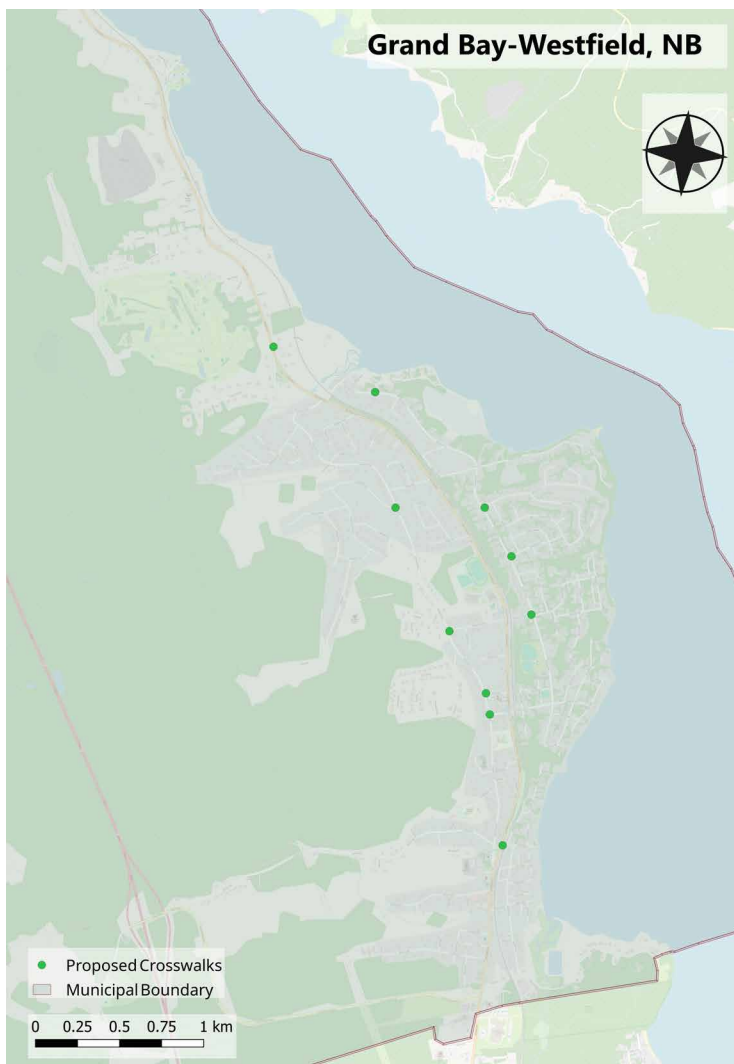 Grand Bay-Westfield, NB
Proposed Crosswalks
Municipal Boundary
0 0.25 0.5 0.75 1 km